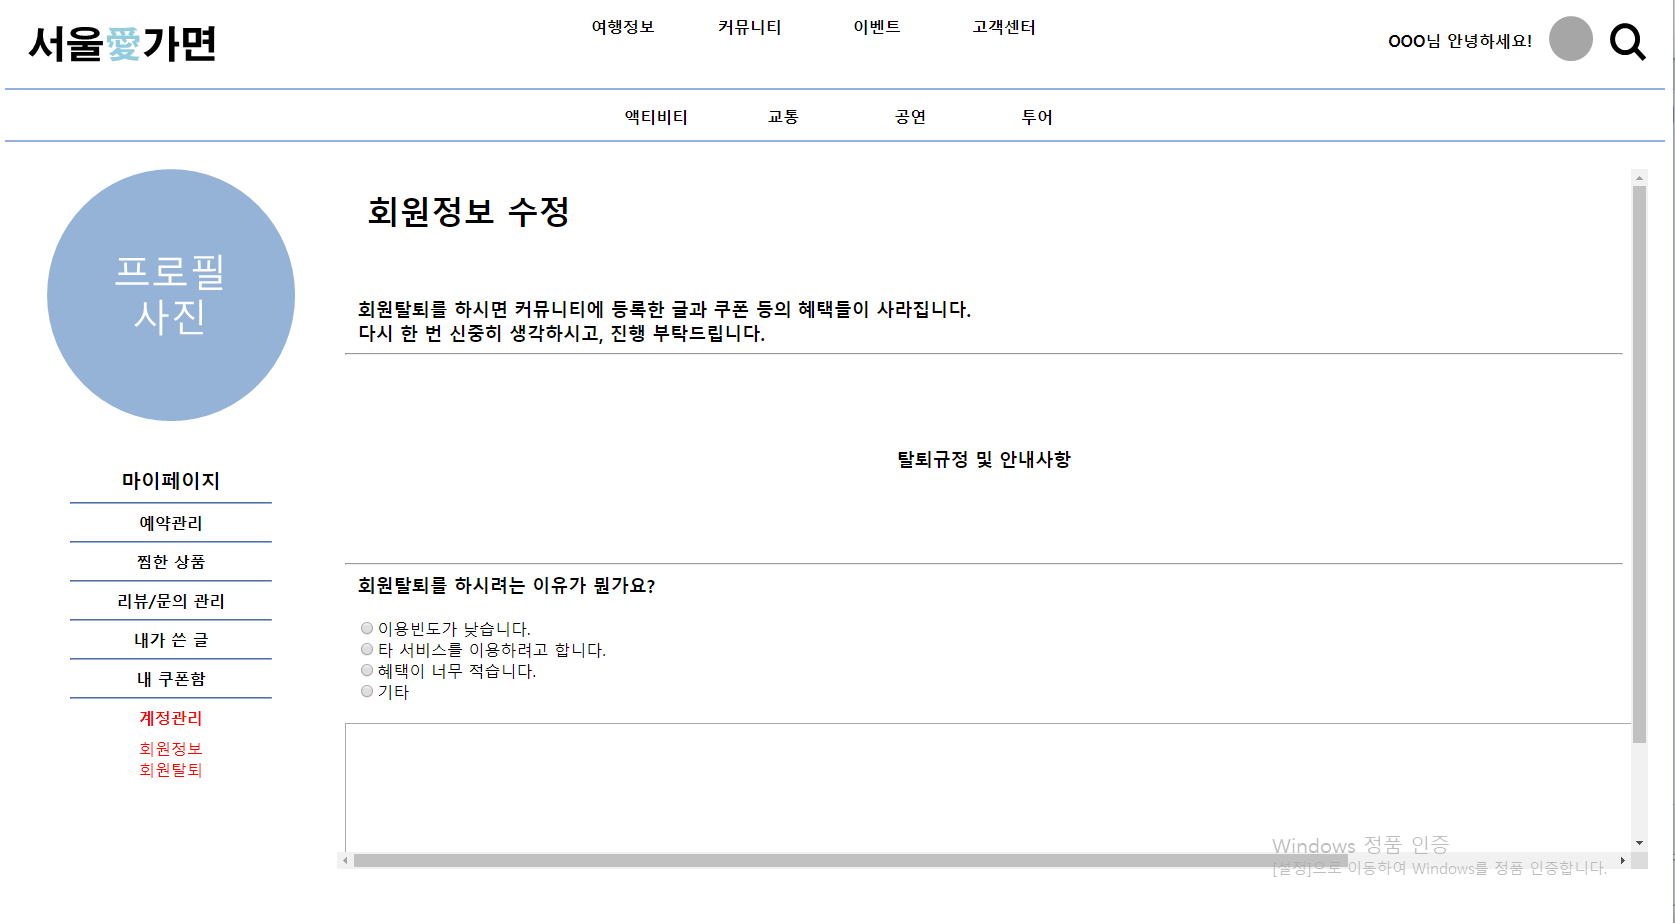 서울愛가면
여행정보 커뮤니티 이벤트 고객센터
OOO님 안녕하세요!
액티비티 교통 공연 투어
프로필
사진
마이페이지
예약관리
찜한 상품
리뷰/문의 관리
내가 쓴 글
내 쿠폰함
계정관리
회원정보
회원탈퇴
회원정보 수정
회원탈퇴를 하시면 커뮤니티에 등록한 글과 쿠폰 등의 혜택들이 사라집니다.
다시 한 번 신중히 생각하시고, 진행 부탁드립니다.
탈퇴규정 및 안내사항
회원탈퇴를 하시려는 이유가 뭔가요?
이용빈도가 낮습니다.
타 서비스를 이용하려고 합니다.
혜택이 너무 적습니다.
기타
Windows 정품 인증
[설정]으로 이동하여 Windows를 정품 인증합니다.